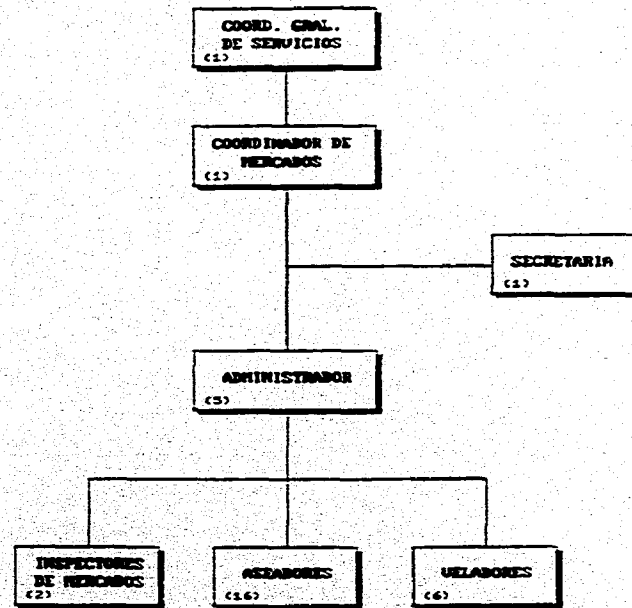 COORD. GRAL.
DE SERVICIOS
(1)
COORDINADOR DE
MERCADOS
(1)
SECRETARIA
(1)
ADMINISTRADOR
(5)
INSPECTORES
DE MERCADOS
(2)
ASEADORES
(16)
VELADORES
(6)